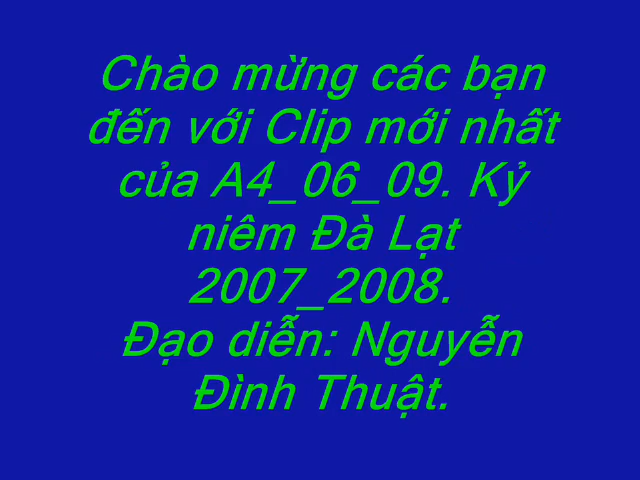 Chào mừng các bạn
đến với Clip mới nhất
của A4_06_09. Kỷ
niêm Đà Lạt
2007_2008.
Đạo diễn: Nguyễn
Đình Thuật.